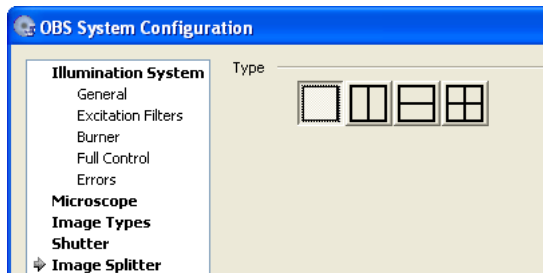 OBS System Configuration
Illumination System
General
Excitation Filters
Burner
Full Control
Errors
Microscope
Image Types
Shutter
Image Splitter
Type